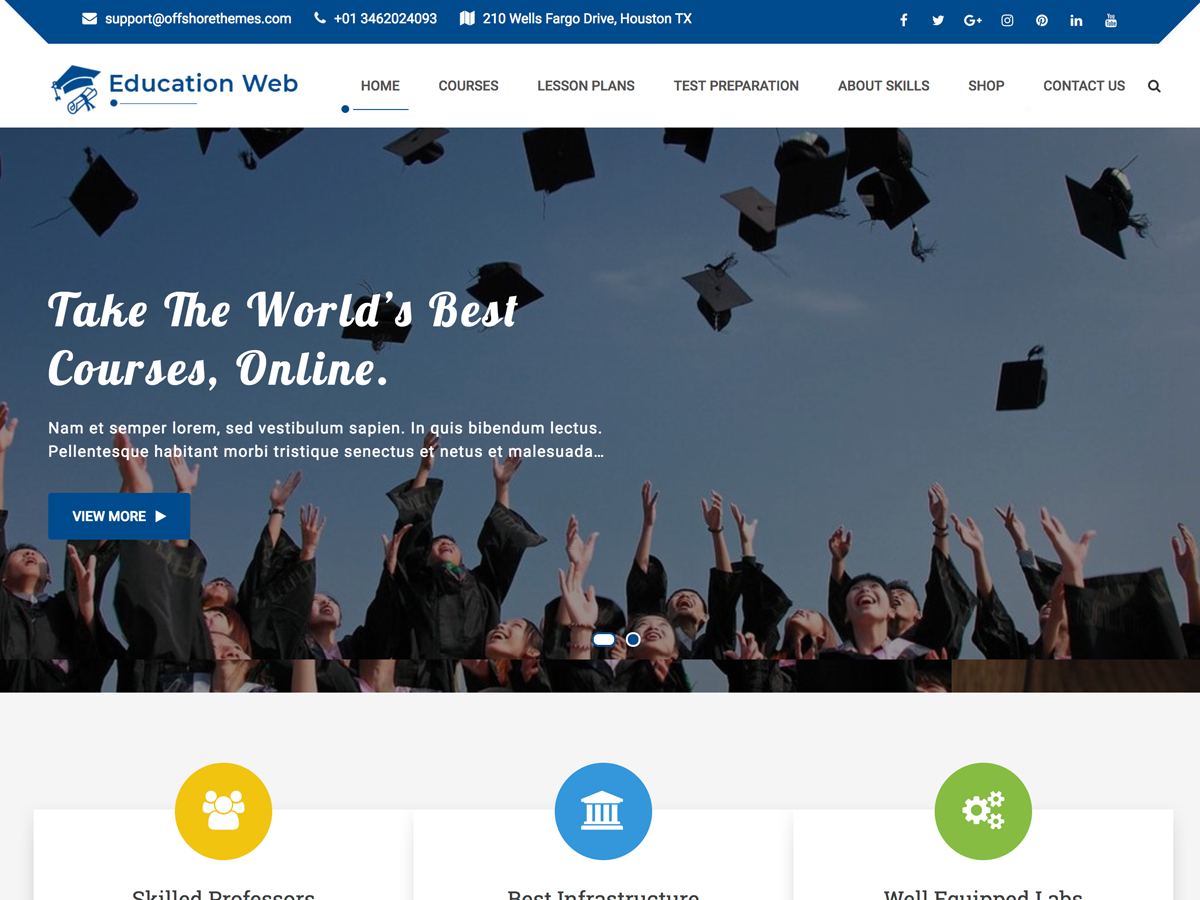 support@offshorethemes.com +01 3462024093 210 Wells Fargo Drive, Houston TX
Education Web HOME COURSES LESSON PLANS TEST PREPARATION ABOUT SKILLS SHOP CONTACT US
Take The World's Best
Courses, Online.
Nam et semper lorem, sed vestibulum sapien. In quis bibendum lectus.
Pellentesque habitant morbi tristique senectus et netus et malesuada…
VIEW MORE
Skilled Professors Best Infrastructure Well Equipped Labs